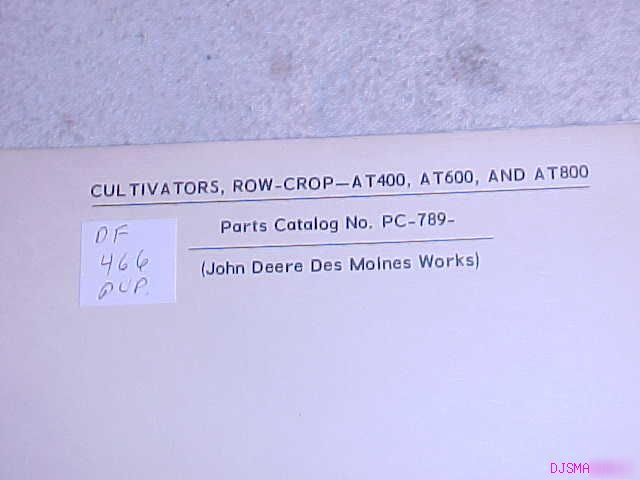 CULTIVATORS, ROW-CROP—AT400, AT600, AND AT800
Parts Catalog No. PC-789-
(John Deere Des Moines Works)
DF
466
DUP.
DJSMA